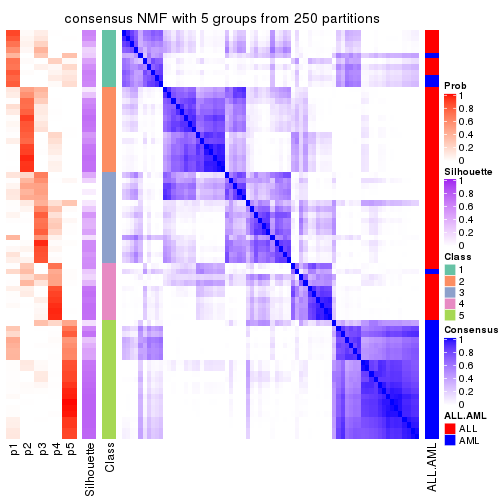 consensus NMF with 5 groups from 250 partitions
Prob
1
0.8
0.6
0.4
0.2
0
Silhouette
1
0.8
0.6
0.4
0.2
0
Class
1
2
3
4
5
Consensus
1
0.8
0.6
0.4
0.2
0
ALL.AML
ALL
AML
p1
p2
p3
p4
p5
Silhouette
Class
ALL.AML